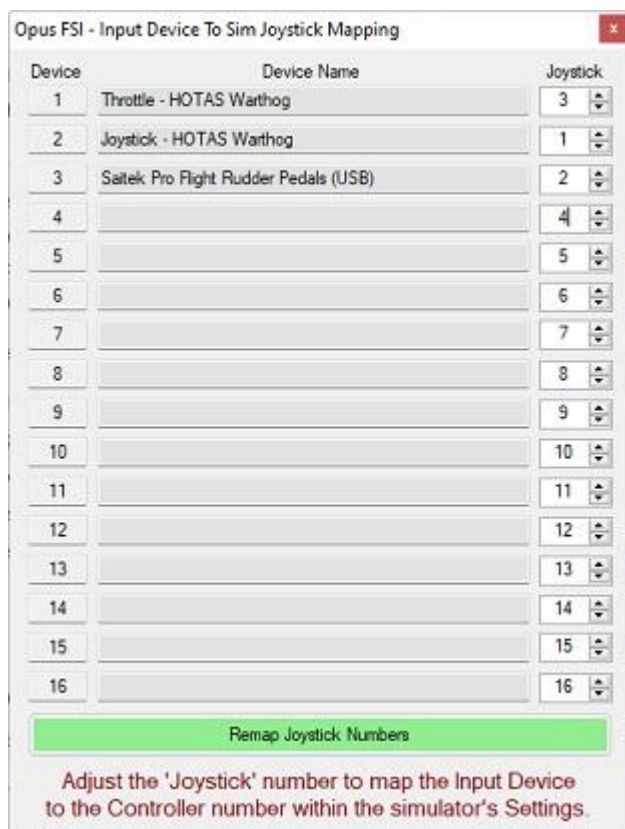 Opus FSI - Input Device To Sim Joystick Mapping x
Device Device Name Joystick
1 Throttle - HOTAS Warthog 3
2 Joystick - HOTAS Warthog 1
3 Saitek Pro Flight Rudder Pedals (USB) 2
4 4
5 5
6 6
7 7
8 8
9 9
10 10
11 11
12 12
13 13
14 14
15 15
16 16
Remap Joystick Numbers
Adjust the 'Joystick' number to map the Input Device
to the Controller number within the simulator's Settings.